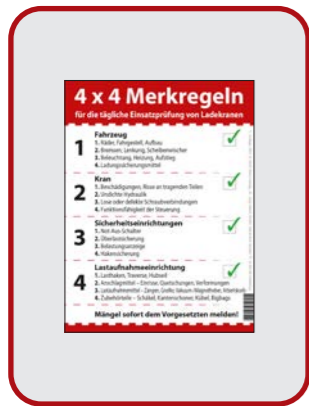 4 x 4 Merkregeln
für die tägliche Einsatzprüfung von Ladekranen
1 Fahrzeug
1. Räder, Fahrgestell, Aufbau
2. Bremsen, Lenkung, Scheibenwischer
3. Beleuchtung, Heizung, Aufstieg
4. Ladungssicherungsmittel
2 Kran
1. Beschädigungen, Risse an tragenden Teilen
2. Undichte Hydraulik
3. Lose oder defekte Schraubverbindungen
4. Funktionsfähigkeit der Steuerung
3 Sicherheitseinrichtungen
1. Not-Aus-Schalter
2. Überlastsicherung
3. Belastungsanzeige
4. Hakensicherung
4 Lastaufnahmeeinrichtung
1. Lasthaken, Traverse, Hubseil
2. Anschlagmittel – Einrisse, Quetschungen, Verformungen
3. Lastaufnahmemittel – Zangen, Greifer, Vakuum-/Magnetheber,
4. Zubehörteile – Schäkel, Kantenschoner, Kübel, Bigbags
Mängel sofort dem Vorgesetzten melden!